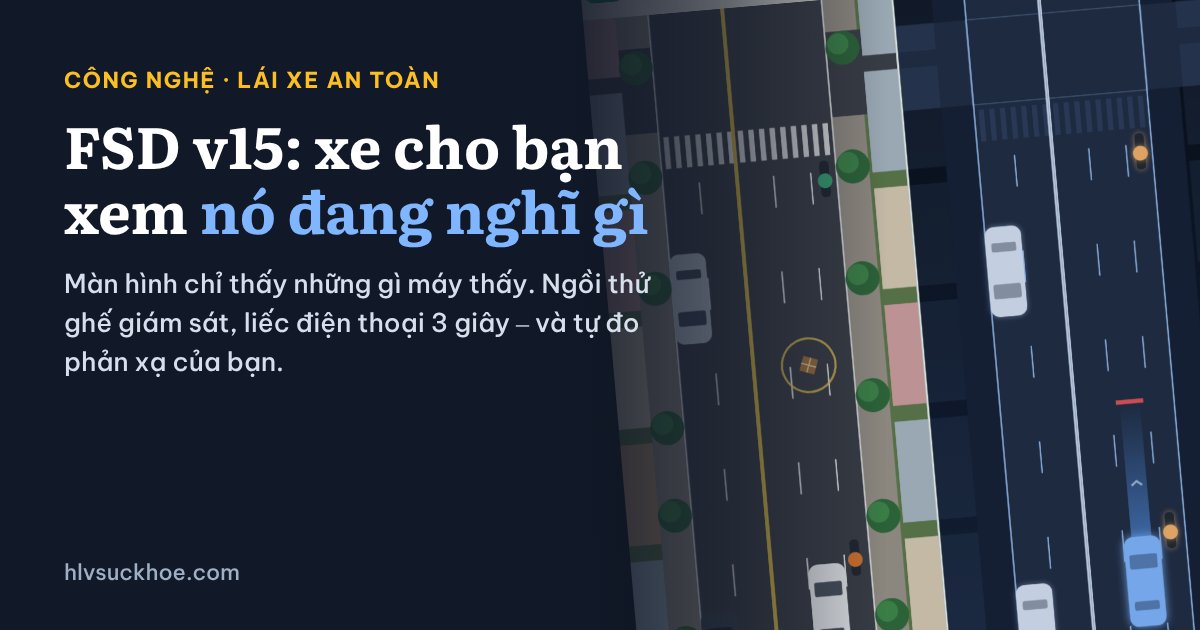 CÔNG NGHỆ · LÁI XE AN TOÀN
FSD v15: xe cho bạn
xem nó đang nghĩ gì
Màn hình chỉ thấy những gì máy thấy. Ngồi thử
ghế giám sát, liếc điện thoại 3 giây – và tự đo
phản xạ của bạn.
hlvsuckhoe.com